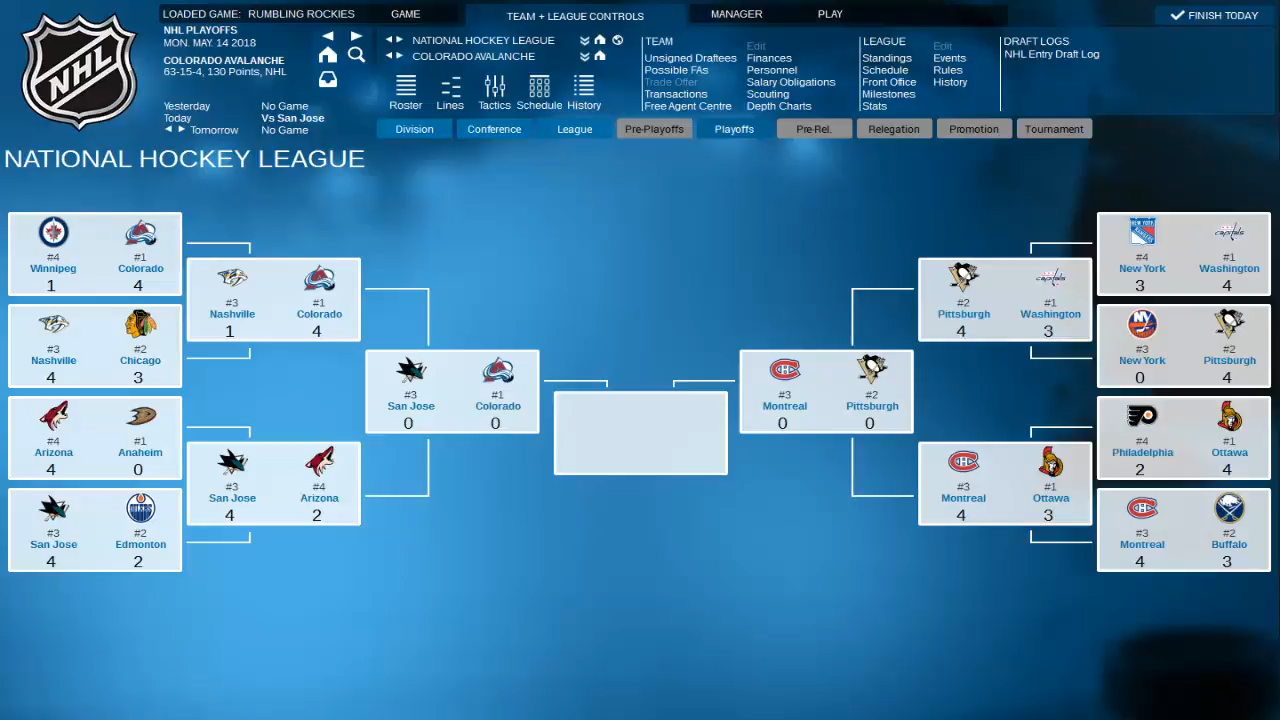 LOADED GAME: RUMBLING ROCKIES
GAME
TEAM + LEAGUE CONTROLS
MANAGER
PLAY
FINISH TODAY
NHL
NHL PLAYOFFS
MON. MAY. 14 2018
COLORADO AVALANCHE
63-15-4, 130 Points, NHL
Yesterday No Game
Today Vs San Jose
Tomorrow No Game
NATIONAL HOCKEY LEAGUE
COLORADO AVALANCHE
Roster Lines Tactics Schedule History
TEAM
Unsigned Draftees
Possible FAs
Trade Offer
Transactions
Free Agent Centre
Edit
Finances
Personnel
Salary Obligations
Scouting
Depth Charts
LEAGUE
Standings
Schedule
Front Office
Milestones
Stats
Edit
Events
Rules
History
DRAFT LOGS
NHL Entry Draft Log
Division Conference League Pre-Playoffs Playoffs Pre-Rel. Relegation Promotion Tournament
NATIONAL HOCKEY LEAGUE
#4 #1
Winnipeg Colorado
1 4
#3 #2
Nashville Chicago
4 3
#4 #1
Arizona Anaheim
4 0
#3 #2
San Jose Edmonton
4 2
#3 #1
Nashville Colorado
1 4
#3 #4
San Jose Arizona
4 2
#3 #1
San Jose Colorado
0 0
#3 #2
Montreal Pittsburgh
0 0
#2 #1
Pittsburgh Washington
4 3
#3 #1
Montreal Ottawa
4 3
#4 #1
New York Washington
3 4
#3 #2
New York Pittsburgh
0 4
#4 #1
Philadelphia Ottawa
2 4
#3 #2
Montreal Buffalo
4 3